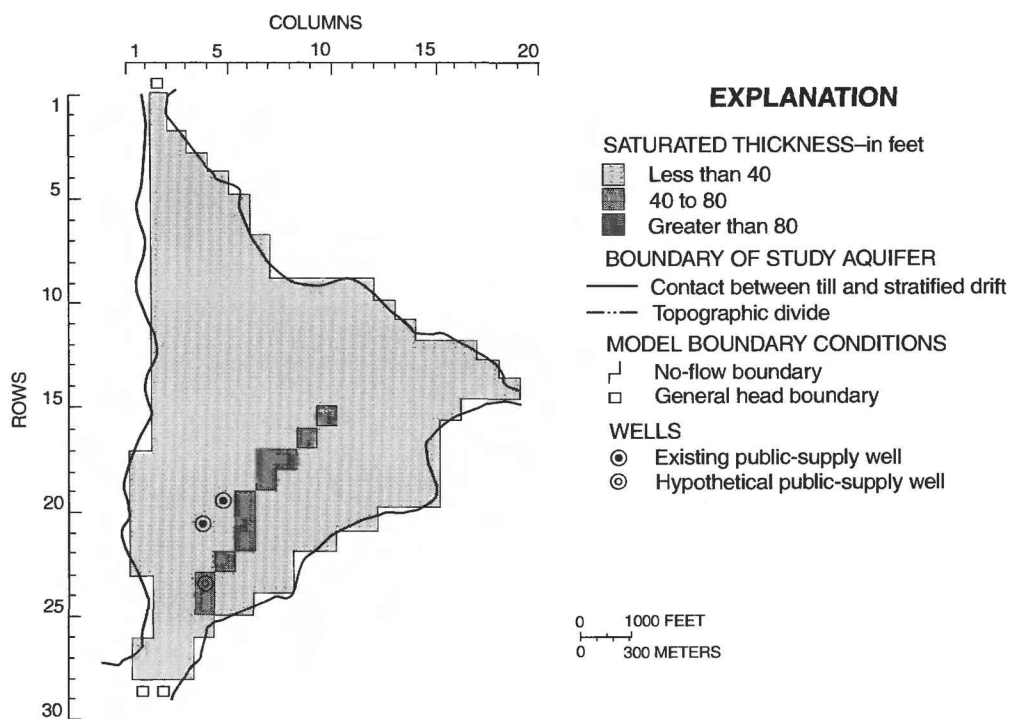 COLUMNS
1 5 10 15 20
ROWS
1
5
10
15
20
25
30
EXPLANATION
SATURATED THICKNESS–in feet
Less than 40
40 to 80
Greater than 80
BOUNDARY OF STUDY AQUIFER
Contact between till and stratified drift
Topographic divide
MODEL BOUNDARY CONDITIONS
No-flow boundary
General head boundary
WELLS
Existing public-supply well
Hypothetical public-supply well
0 1000 FEET
0 300 METERS